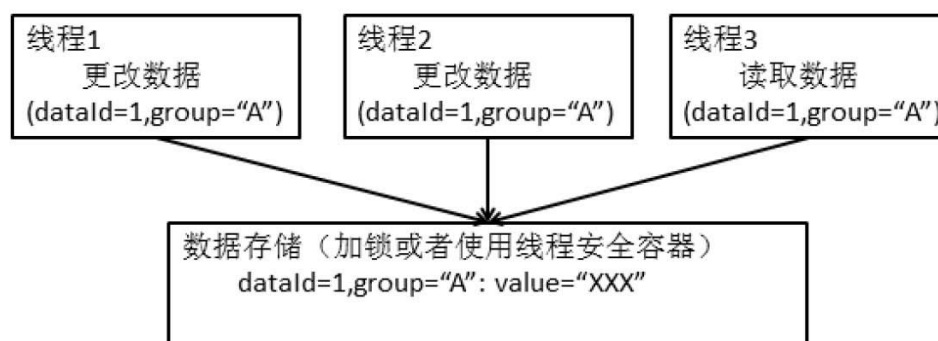 线程1
更改数据
(dataId=1,group=“A”)
线程2
更改数据
(dataId=1,group=“A”)
线程3
读取数据
(dataId=1,group=“A”)
数据存储（加锁或者使用线程安全容器）
dataId=1,group=“A”: value=“XXX”